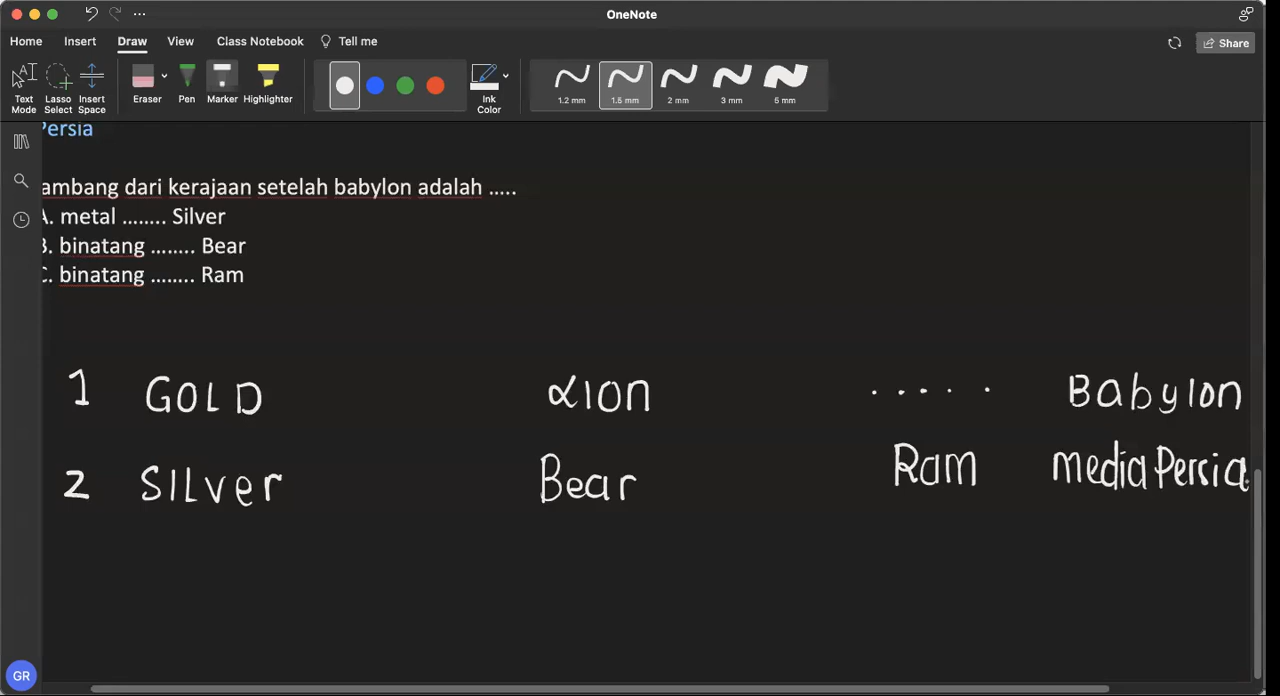 OneNote
Home Insert Draw View Class Notebook Tell me Share
Text Mode
Lasso Select
Insert Space
Eraser
Pen
Marker
Highlighter
Ink Color
1.2 mm
1.5 mm
2 mm
3 mm
5 mm
Persia
ambang dari kerajaan setelah babylon adalah .....
A. metal ........ Silver
B. binatang ........ Bear
C. binatang ........ Ram
1 GOLD Lion ..... Babylon
2 SILver Bear Ram media Persia
GR